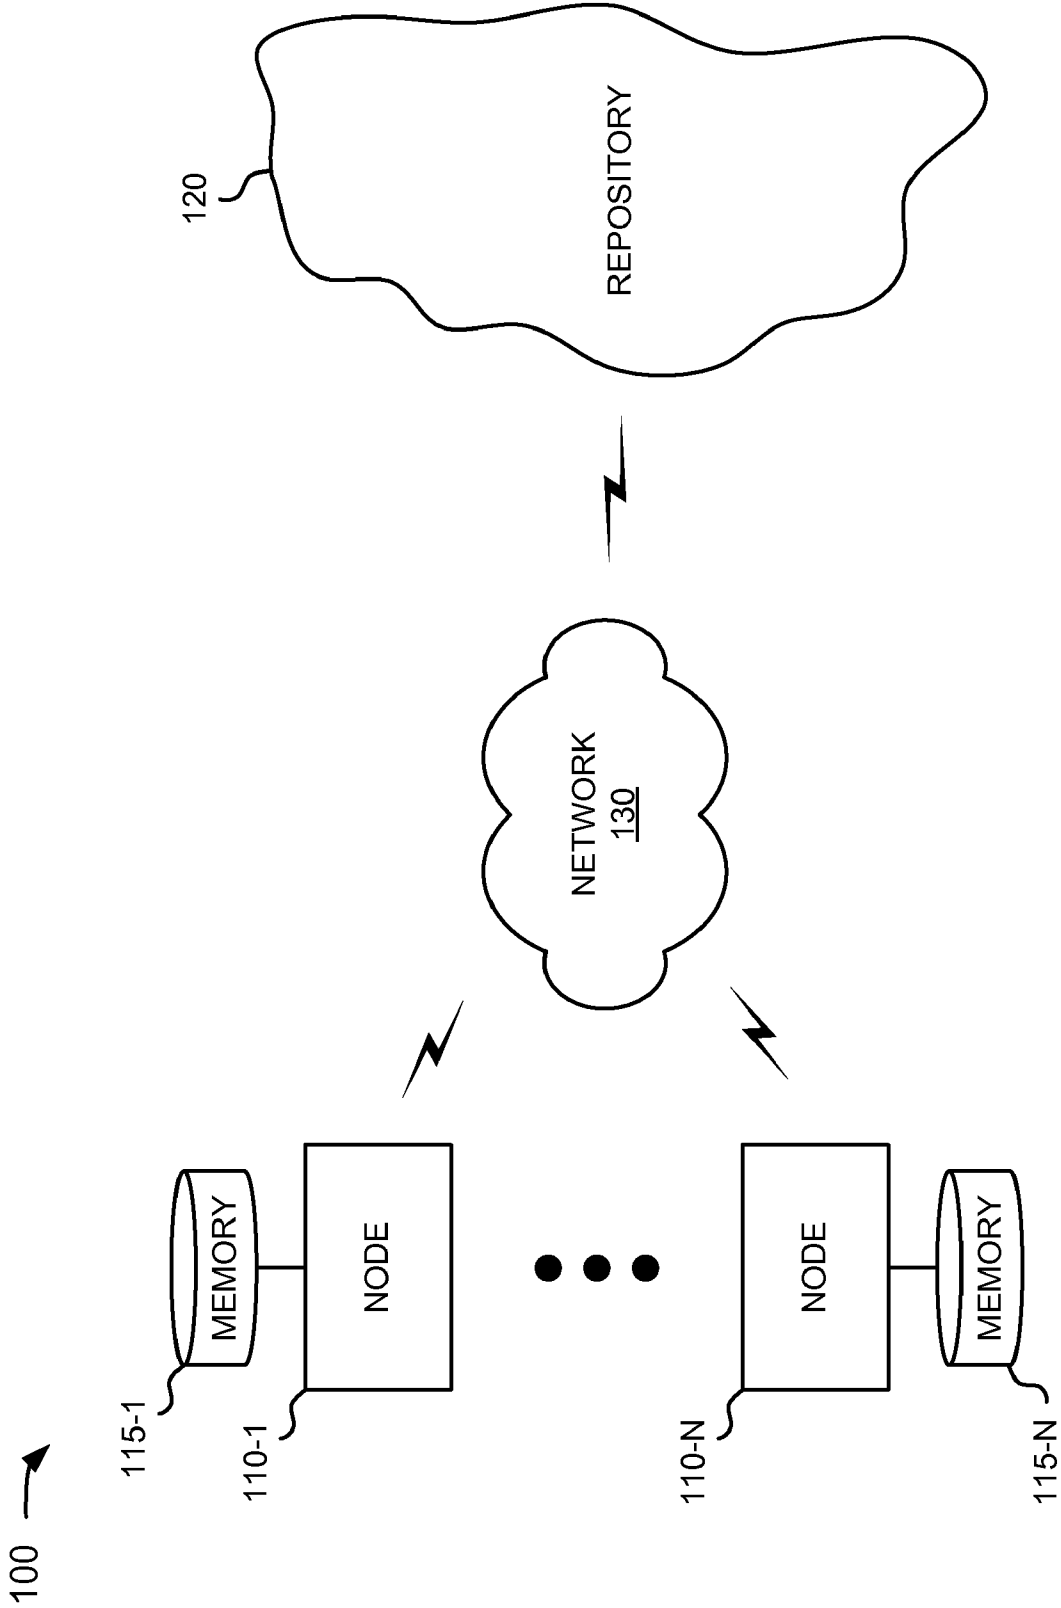 100
115-1
MEMORY
110-1
NODE
110-N
NODE
115-N
MEMORY
NETWORK
130
120
REPOSITORY